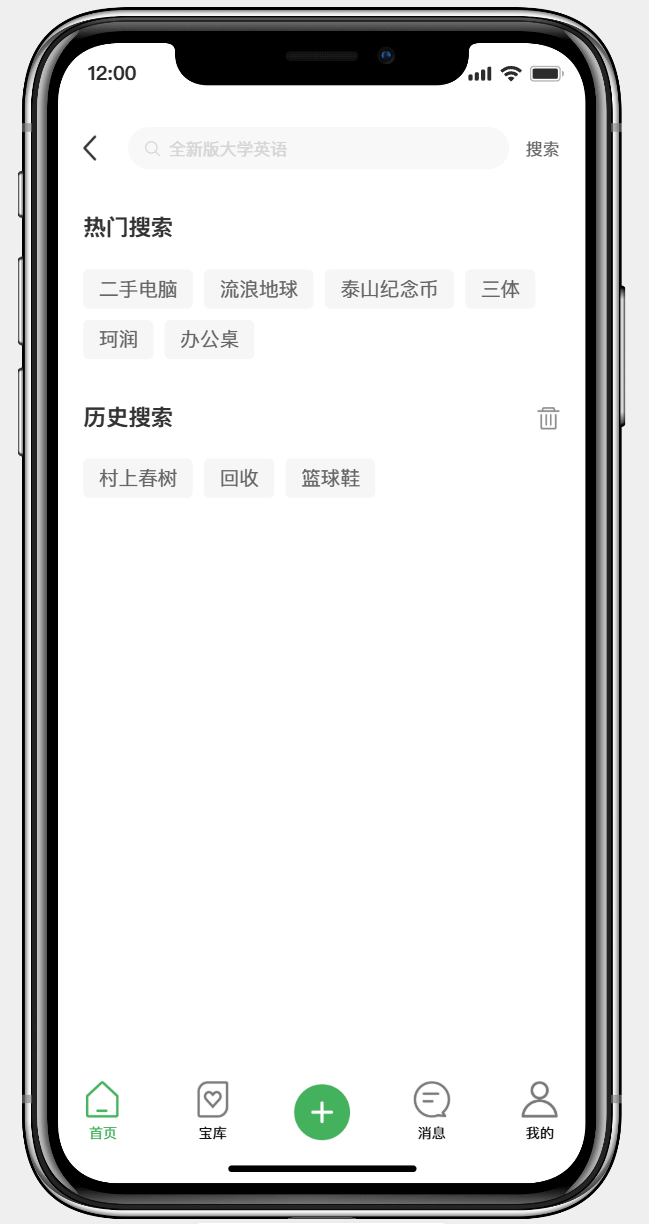 12:00
全新版大学英语 搜索
热门搜索
二手电脑 流浪地球 泰山纪念币 三体
珂润 办公桌
历史搜索
村上春树 回收 篮球鞋
首页 宝库 消息 我的